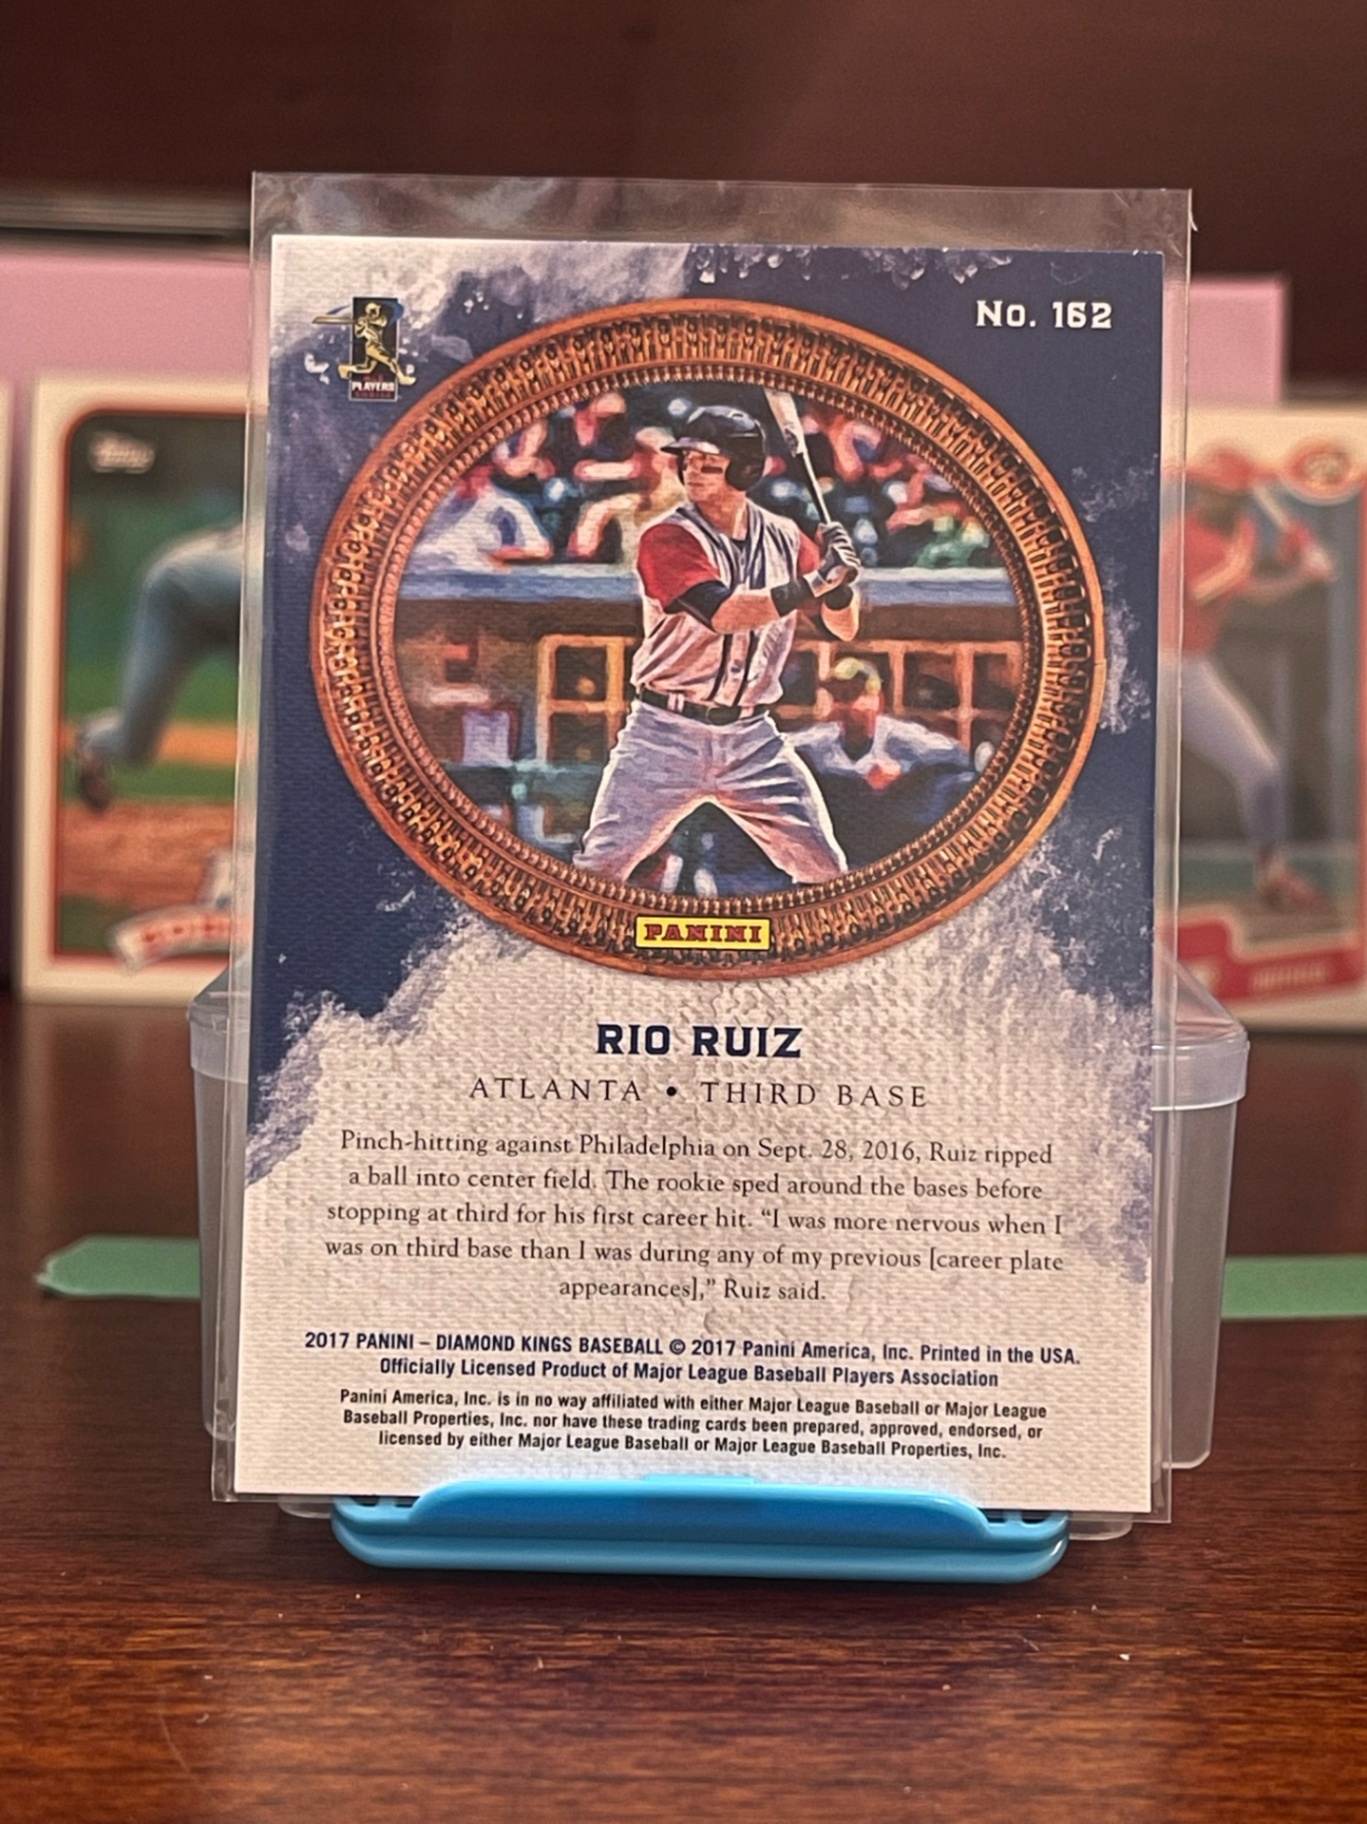 No. 162
PLAYERS
PANINI
RIO RUIZ
ATLANTA • THIRD BASE
Pinch-hitting against Philadelphia on Sept. 28, 2016, Ruiz ripped
a ball into center field. The rookie sped around the bases before
stopping at third for his first career hit. “I was more nervous when I
was on third base than I was during any of my previous [career plate
appearances],” Ruiz said.
2017 PANINI – DIAMOND KINGS BASEBALL © 2017 Panini America, Inc. Printed in the USA.
Officially Licensed Product of Major League Baseball Players Association
Panini America, Inc. is in no way affiliated with either Major League Baseball or Major League
Baseball Properties, Inc. nor have these trading cards been prepared, approved, endorsed, or
licensed by either Major League Baseball or Major League Baseball Properties, Inc.
Topps